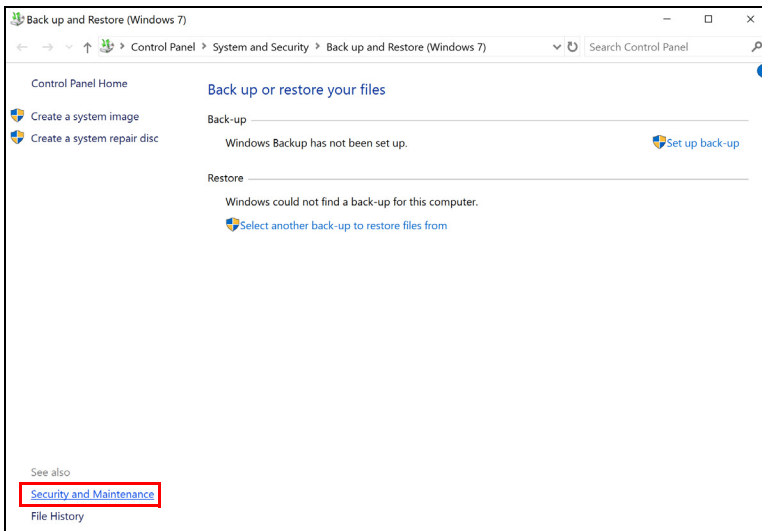 Back up and Restore (Windows 7)
Control Panel > System and Security > Back up and Restore (Windows 7)
Search Control Panel
Control Panel Home
Create a system image
Create a system repair disc
Back up or restore your files
Back-up
Windows Backup has not been set up.
Set up back-up
Restore
Windows could not find a back-up for this computer.
Select another back-up to restore files from
See also
Security and Maintenance
File History